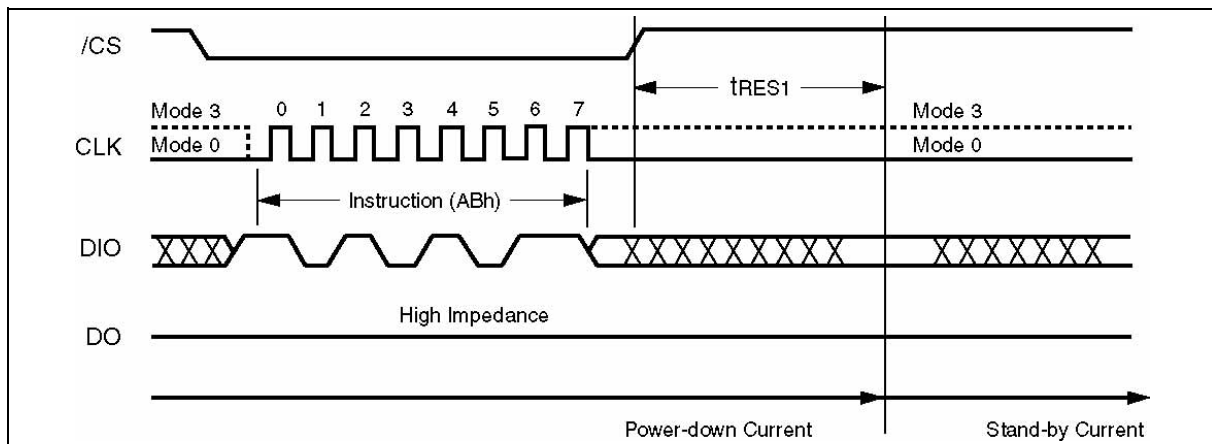 /CS
tRES1
Mode 3 0 1 2 3 4 5 6 7 Mode 3
CLK Mode 0 Mode 0
Instruction (ABh)
DIO
High Impedance
DO
Power-down Current Stand-by Current